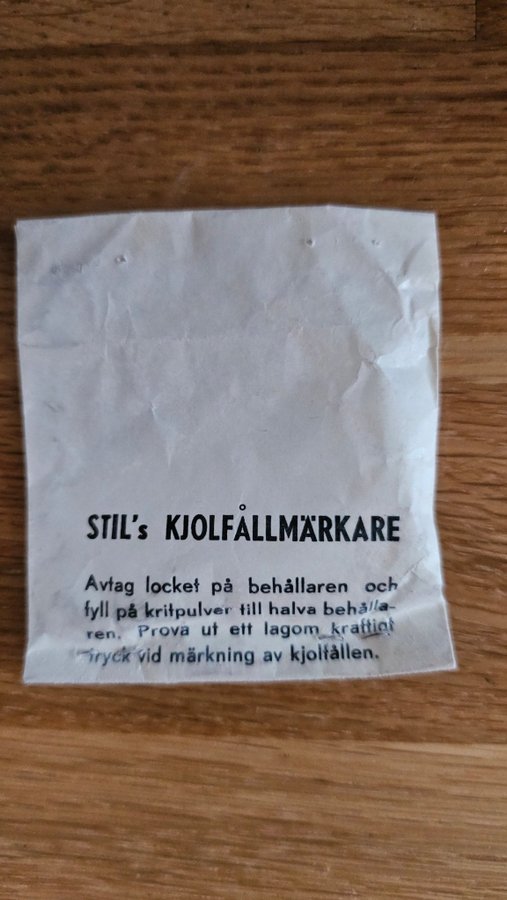 STIL's KJOLFÅLLMÄRKARE
Avtag locket på behållaren och
fyll på kritpulver till halva behålla-
ren. Prova ut ett lagom kraftigt
tryck vid märkning av kjolfållen.